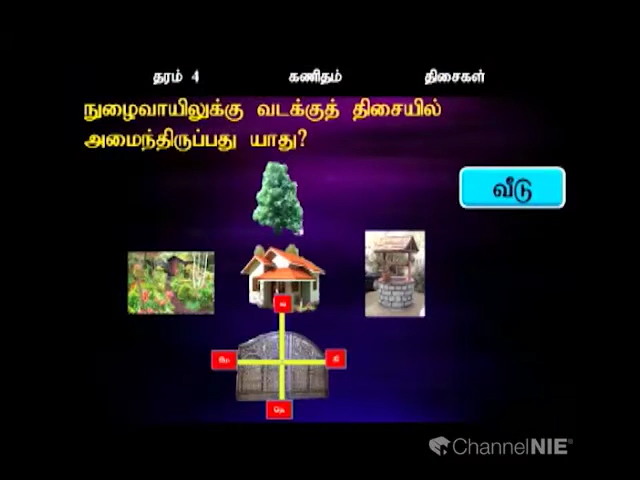 தரம் 4 கணிதம் திசைகள்
நுழைவாயிலுக்கு வடக்குத் திசையில்
அமைந்திருப்பது யாது?
வீடு
வ
மே கி
தெ
ChannelNIE